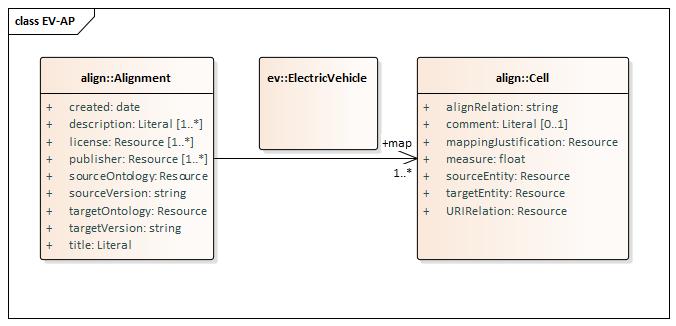 class EV-AP
align::Alignment
+ created: date
+ description: Literal [1..*]
+ license: Resource [1..*]
+ publisher: Resource [1..*]
+ sourceOntology: Resource
+ sourceVersion: string
+ targetOntology: Resource
+ targetVersion: string
+ title: Literal
ev::ElectricVehicle
+map
1..*
align::Cell
+ alignRelation: string
+ comment: Literal [0..1]
+ mappingJustification: Resource
+ measure: float
+ sourceEntity: Resource
+ targetEntity: Resource
+ URIRelation: Resource